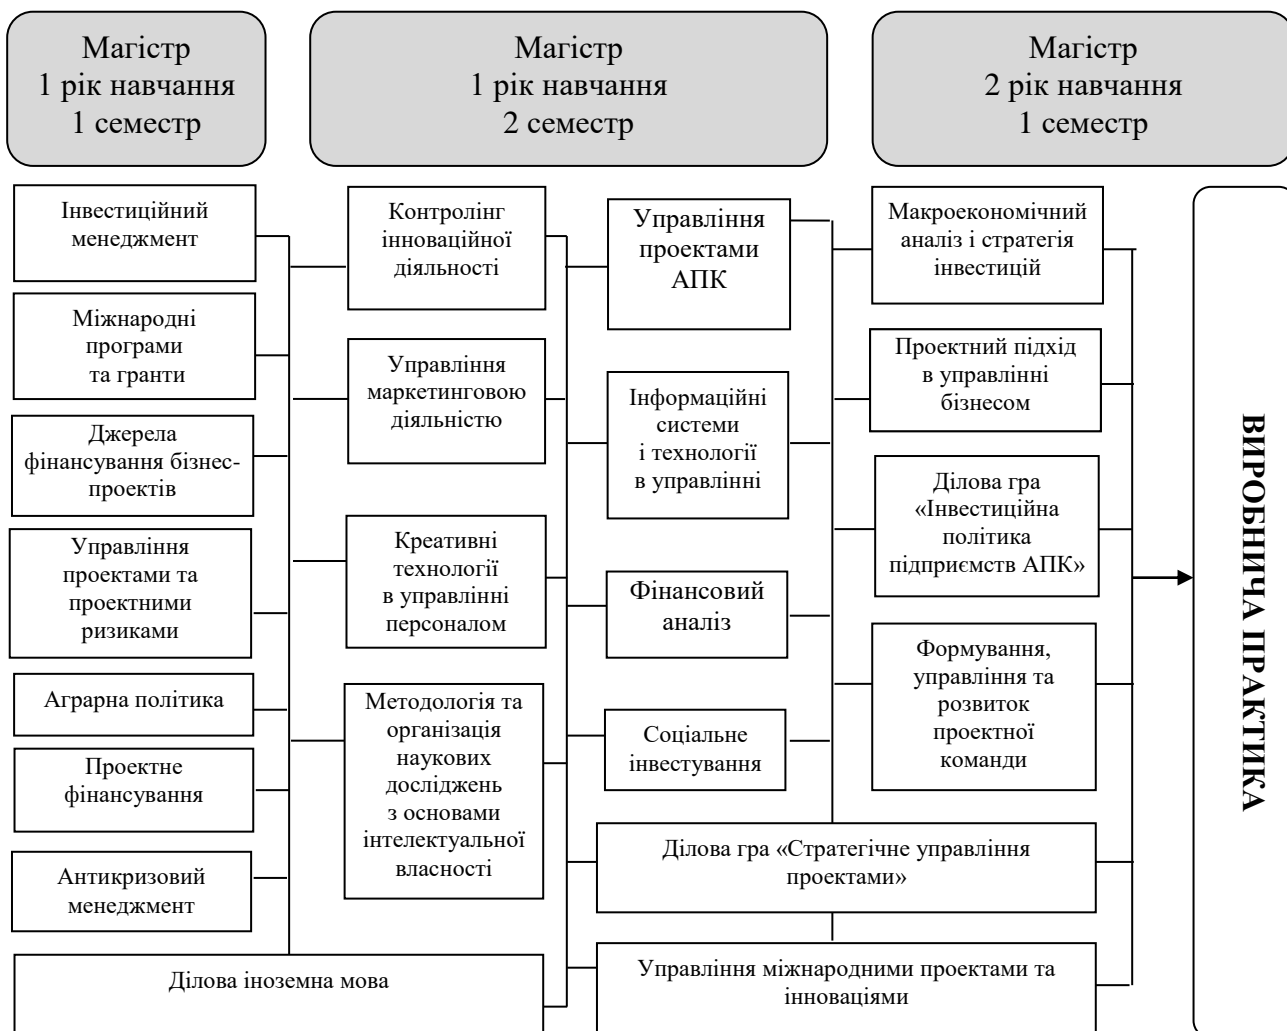 Магістр
1 рік навчання
1 семестр
Магістр
1 рік навчання
2 семестр
Магістр
2 рік навчання
1 семестр
Інвестиційний
менеджмент
Міжнародні
програми
та гранти
Джерела
фінансування бізнес-
проектів
Управління
проектами та
проектними
ризиками
Аграрна політика
Проектне
фінансування
Антикризовий
менеджмент
Ділова іноземна мова
Контролінг
інноваційної
діяльності
Управління
маркетинговою
діяльністю
Креативні
технології
в управлінні
персоналом
Методологія та
організація
наукових
досліджень
з основами
інтелектуальної
власності
Управління
проектами
АПК
Інформаційні
системи
і технології
в управлінні
Фінансовий
аналіз
Соціальне
інвестування
Ділова гра «Стратегічне управління
проектами»
Управління міжнародними проектами та
інноваціями
Макроекономічний
аналіз і стратегія
інвестицій
Проектний підхід
в управлінні
бізнесом
Ділова гра
«Інвестиційна
політика
підприємств АПК»
Формування,
управління та
розвиток
проектної
команди
ВИРОБНИЧА ПРАКТИКА